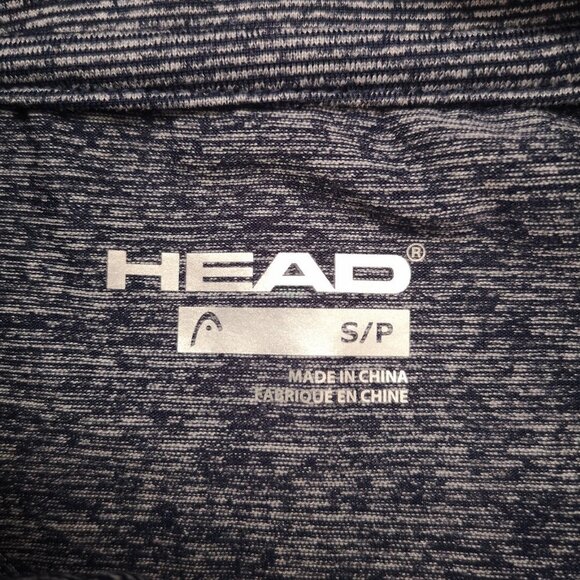 HEAD®
S/P
MADE IN CHINA
FABRIQUE EN CHINE